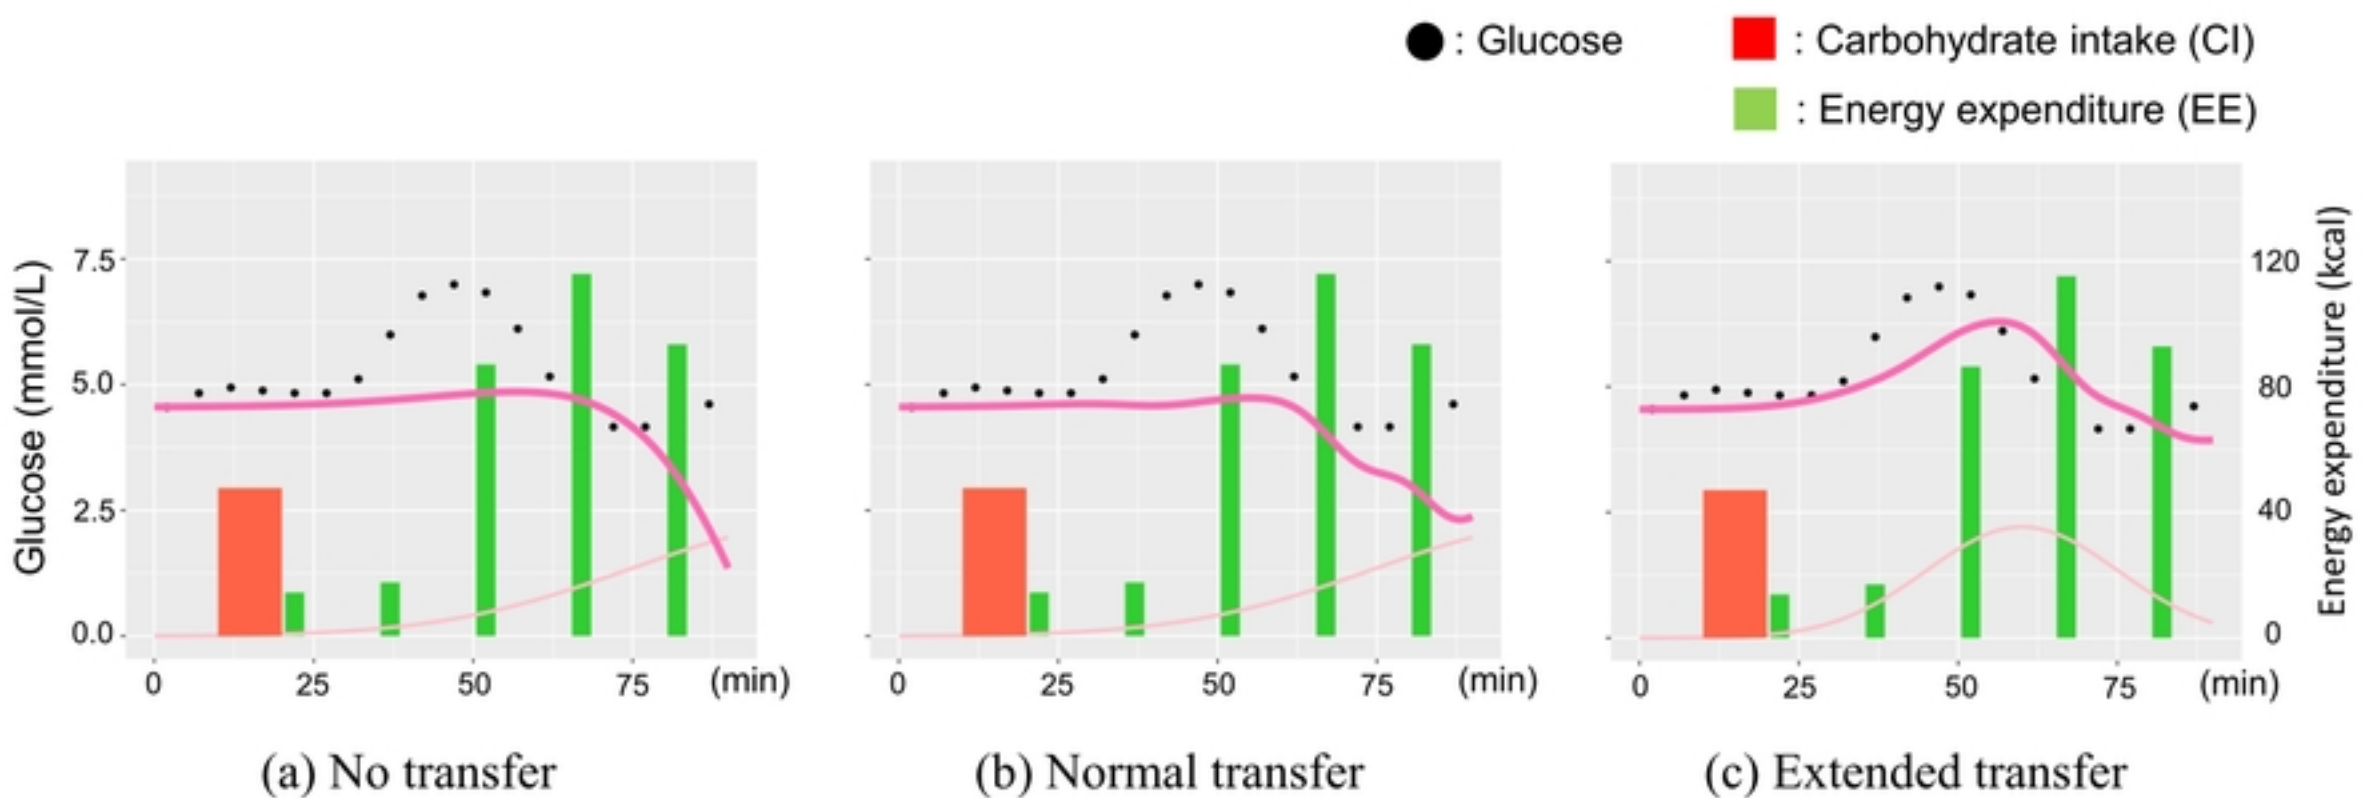 : Glucose
: Carbohydrate intake (CI)
: Energy expenditure (EE)
Glucose (mmol/L)
7.5
5.0
2.5
0.0
0 25 50 75 (min)
0 25 50 75 (min)
0 25 50 75 (min)
120
80
40
0
Energy expenditure (kcal)
(a) No transfer
(b) Normal transfer
(c) Extended transfer